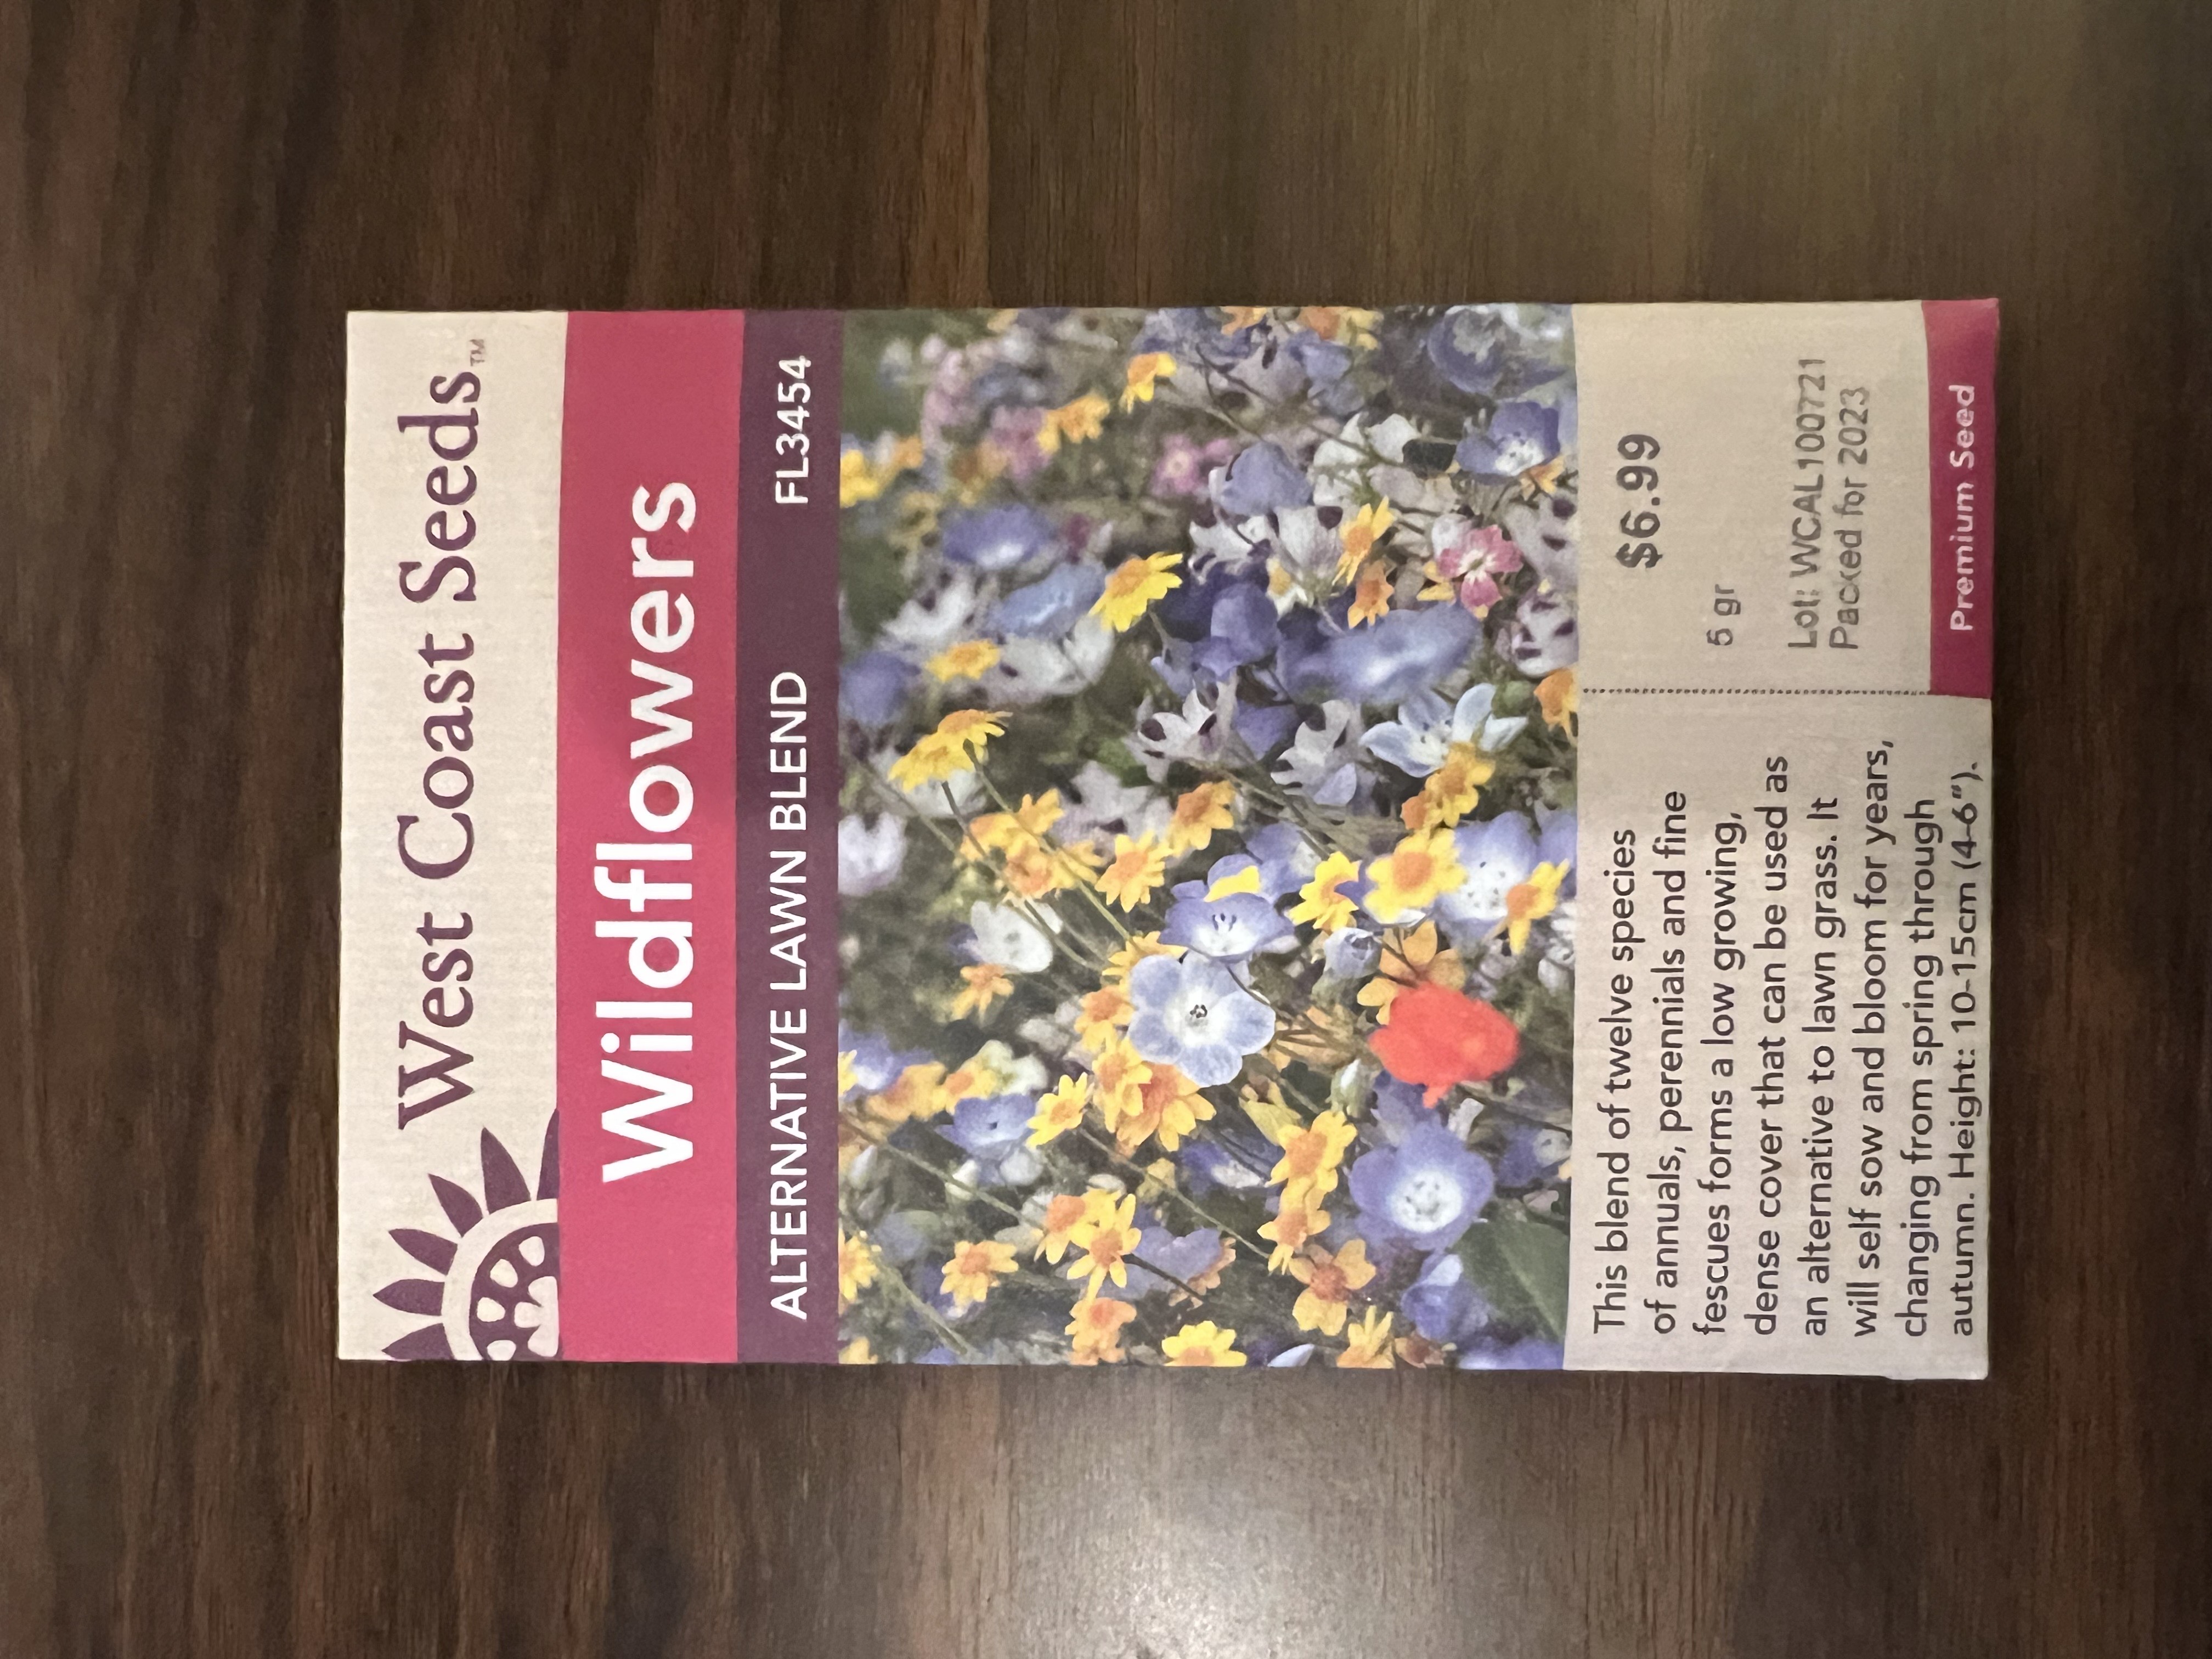 West Coast Seeds™
Wildflowers
ALTERNATIVE LAWN BLEND FL3454
This blend of twelve species
of annuals, perennials and fine
fescues forms a low growing,
dense cover that can be used as
an alternative to lawn grass. It
will self sow and bloom for years,
changing from spring through
autumn. Height: 10-15cm (4-6").
$6.99
5 gr
Lot: WCAL100721
Packed for 2023
Premium Seed